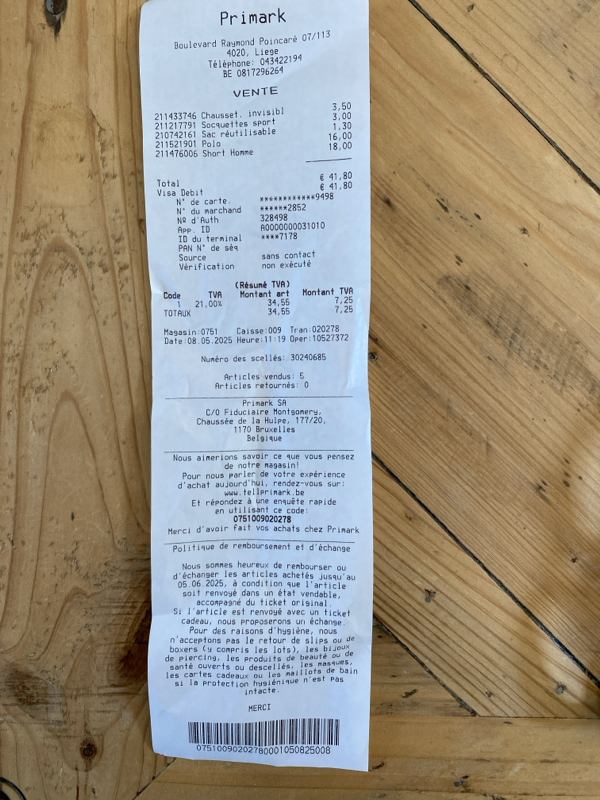 Primark
Boulevard Raymond Poincaré 07/113
4020, Liege
Téléphone: 043422194
BE 0817296264
VENTE
211433746 Chausset. invisibl 3,50
211217791 Socquettes sport 3,00
210742161 Sac réutilisable 1,30
211521901 Polo 16,00
211476006 Short Homme 18,00
Total € 41,80
Visa Debit € 41,80
N° de carte. ************9498
N° du marchand ******2852
Nº d'Auth 328498
App. ID A0000000031010
ID du terminal ****7178
PAN N° de séq
Source sans contact
Vérification non exécuté
(Résumé TVA)
Code TVA Montant art Montant TVA
1 21,00% 34,55 7,25
TOTAUX 34,55 7,25
Magasin:0751 Caisse:009 Tran:020278
Date:08.05.2025 Heure:11:19 Oper:10527372
Numéro des scellés: 30240685
Articles vendus: 5
Articles retournés: 0
Primark SA
C/O Fiduciaire Montgomery,
Chaussée de la Hulpe, 177/20,
1170 Bruxelles
Belgique
Nous aimerions savoir ce que vous pensez
de notre magasin!
Pour nous parler de votre expérience
d'achat aujourd'hui, rendez-vous sur:
www.tellprimark.be
Et répondez à une enquête rapide
en utilisant ce code:
0751009020278
Merci d'avoir fait vos achats chez Primark
Politique de remboursement et d'échange
Nous sommes heureux de rembourser ou
d'échanger les articles achetés jusqu'au
05.06.2025, à condition que l'article
soit renvoyé dans un état vendable,
accompagné du ticket original.
Si l'article est renvoyé avec un ticket
cadeau, nous proposerons un échange.
Pour des raisons d'hygiène, nous
n'acceptons pas le retour de slips ou de
boxers (y compris les lots), les bijoux
de piercing, les produits de beauté ou de
santé ouverts ou descellés, les masques,
les cartes cadeaux ou les maillots de bain
si la protection hygiénique n'est pas
intacte.
MERCI
07510090202780001050825008